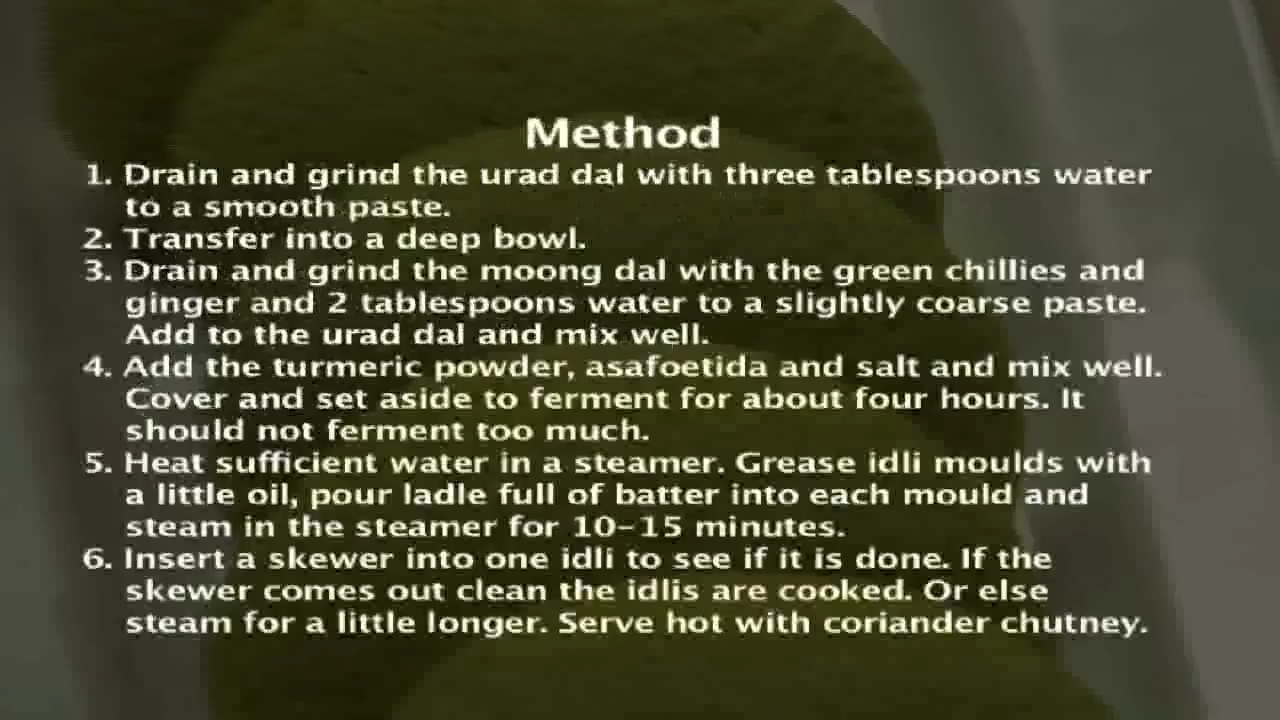 Method
1. Drain and grind the urad dal with three tablespoons water
to a smooth paste.
2. Transfer into a deep bowl.
3. Drain and grind the moong dal with the green chillies and
ginger and 2 tablespoons water to a slightly coarse paste.
Add to the urad dal and mix well.
4. Add the turmeric powder, asafoetida and salt and mix well.
Cover and set aside to ferment for about four hours. It
should not ferment too much.
5. Heat sufficient water in a steamer. Grease idli moulds with
a little oil, pour ladle full of batter into each mould and
steam in the steamer for 10-15 minutes.
6. Insert a skewer into one idli to see if it is done. If the
skewer comes out clean the idlis are cooked. Or else
steam for a little longer. Serve hot with coriander chutney.